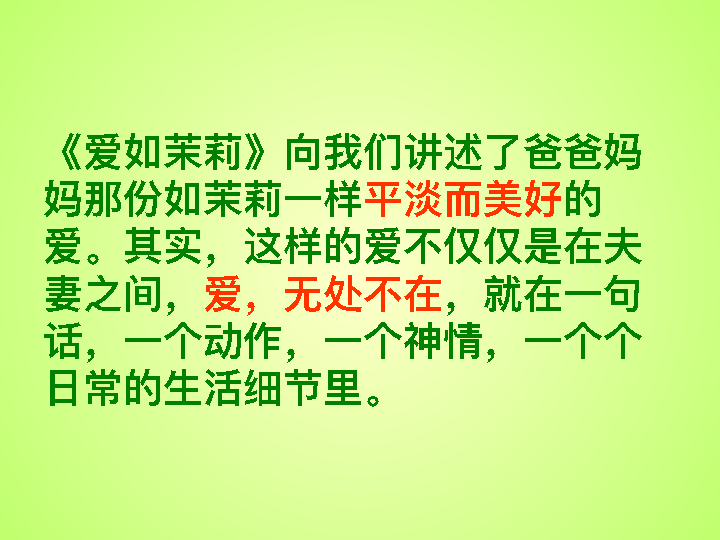 《爱如茉莉》向我们讲述了爸爸妈
妈那份如茉莉一样平淡而美好的
爱。其实，这样的爱不仅仅是在夫
妻之间，爱，无处不在，就在一句
话，一个动作，一个神情，一个个
日常的生活细节里。